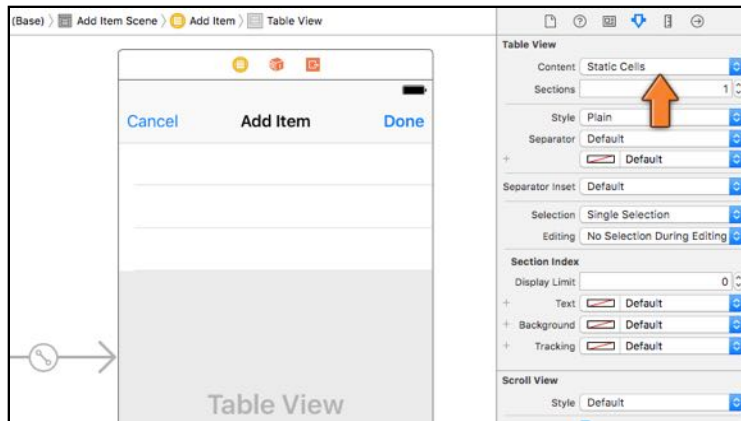 (Base) 〉 Add Item Scene 〉 Add Item 〉 Table View
Cancel Add Item Done
Table View
Table View
Content Static Cells
Sections 1
Style Plain
Separator Default
+ Default
Separator Inset Default
Selection Single Selection
Editing No Selection During Editing
Section Index
Display Limit 0
+ Text Default
+ Background Default
+ Tracking Default
Scroll View
Style Default